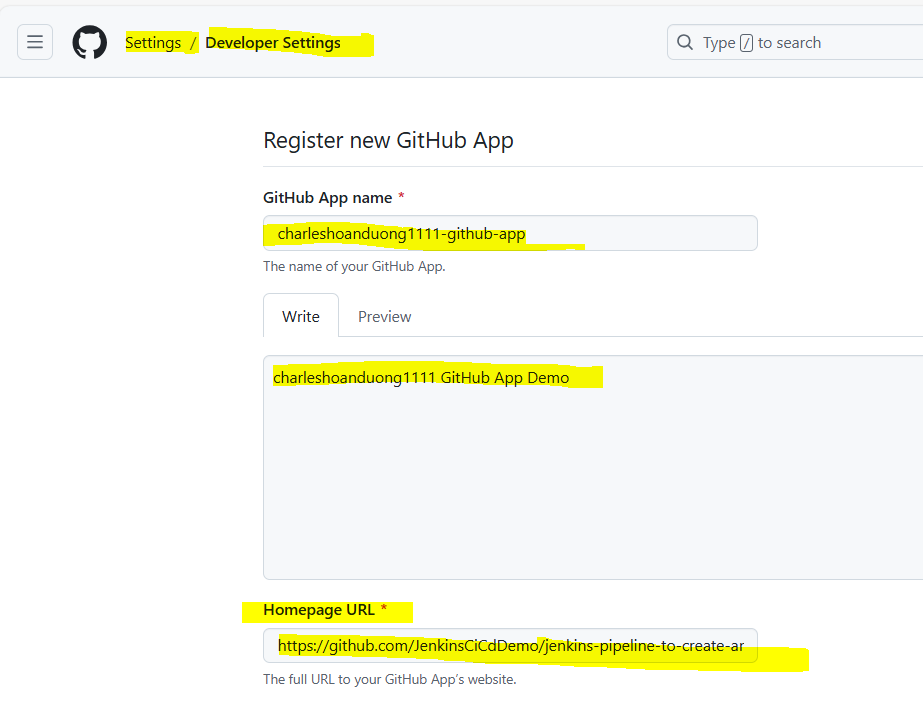 Settings / Developer Settings
Type / to search
Register new GitHub App
GitHub App name *
charleshoanduong1111-github-app
The name of your GitHub App.
Write Preview
charleshoanduong1111 GitHub App Demo
Homepage URL *
https://github.com/JenkinsCiCdDemo/jenkins-pipeline-to-create-ar
The full URL to your GitHub App’s website.